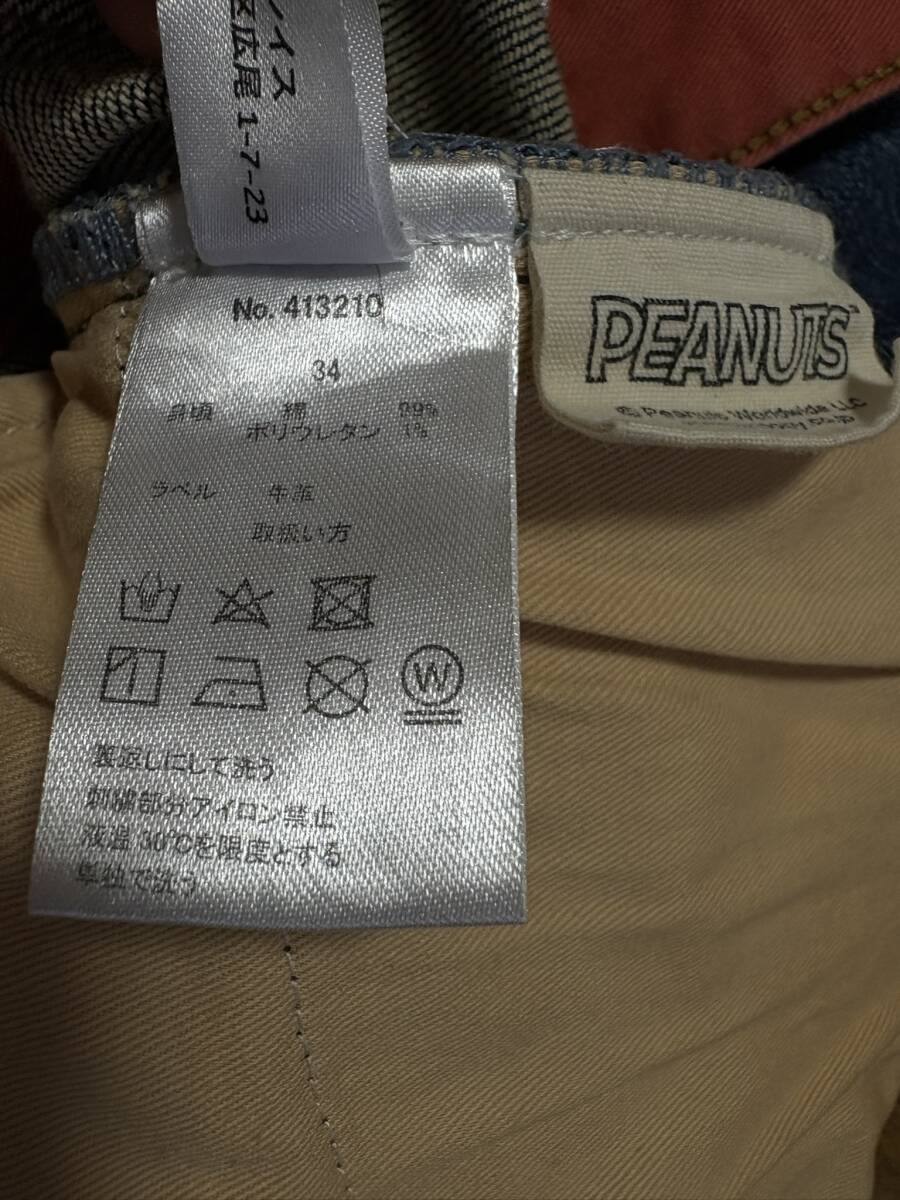 イス
区広尾 1-7-23
No. 413210
34
身頃 綿 99%
ポリウレタン 1%
ラベル 牛革
取扱い方
W
裏返しにして洗う
刺繍部分アイロン禁止
液温 30℃を限度とする
単独で洗う
PEANUTS™
© Peanuts Worldwide LLC